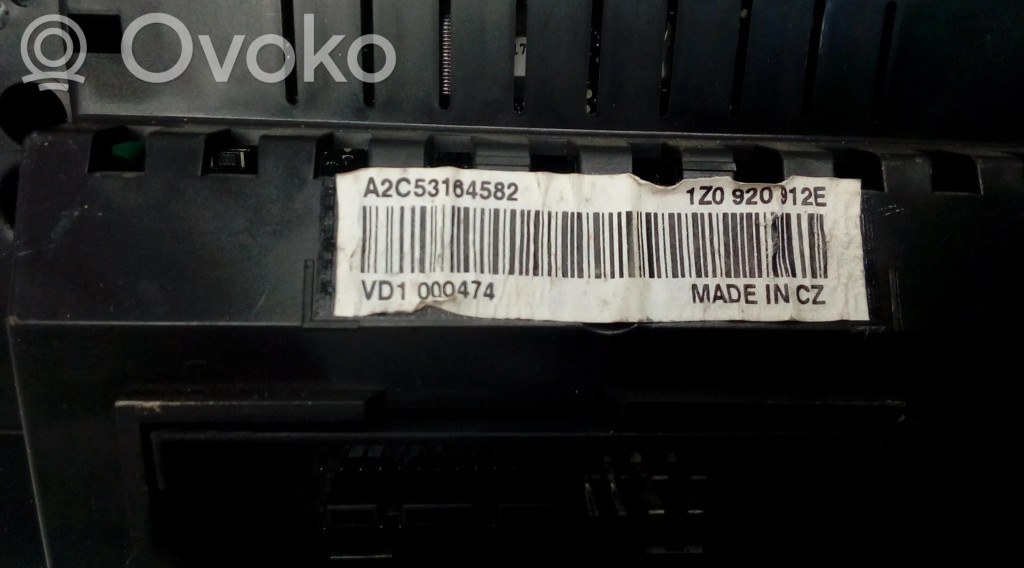 Ovoko
A2C53164582 1Z0 920 912E
VD1 000474 MADE IN CZ